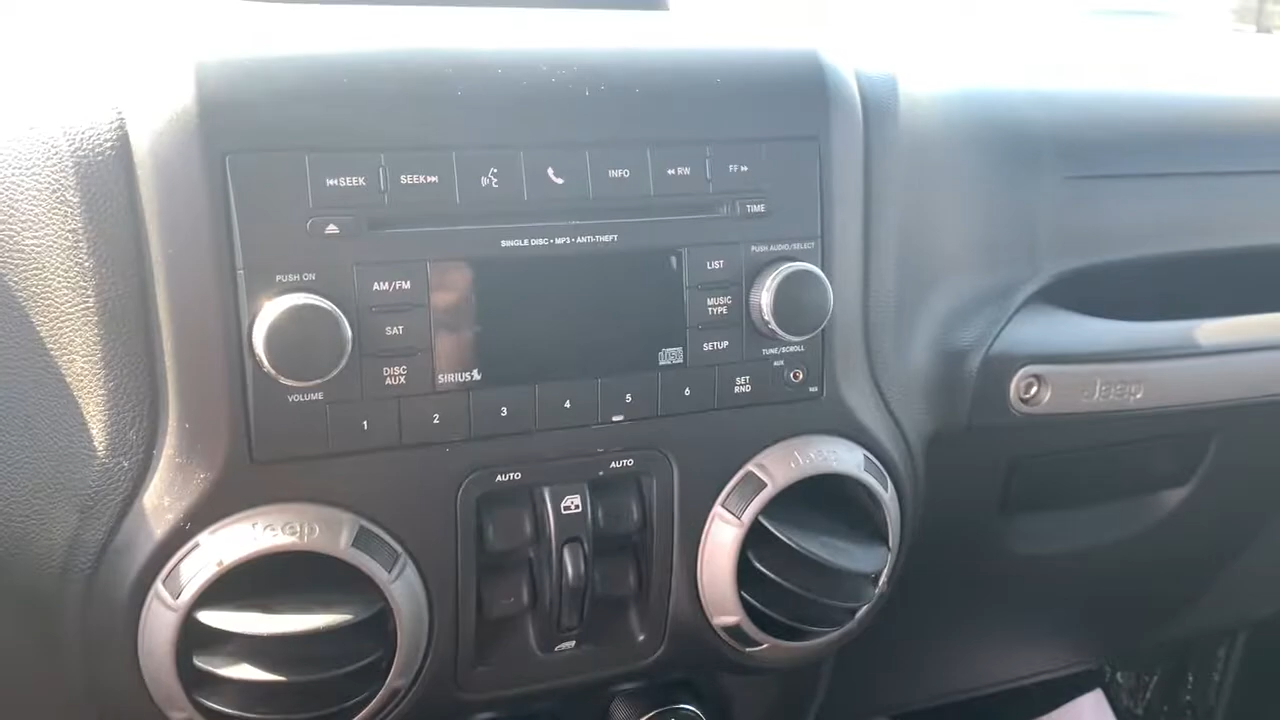 SEEK
SEEK
INFO
RW
FF
TIME
SINGLE DISC • MP3 • ANTI-THEFT
PUSH ON
VOLUME
AM/FM
SAT
DISC
AUX
SIRIUS
LIST
MUSIC
TYPE
SETUP
PUSH AUDIO/SELECT
TUNE/SCROLL
AUX
1
2
3
4
5
6
SET
RND
AUTO
AUTO
Jeep
Jeep
Jeep